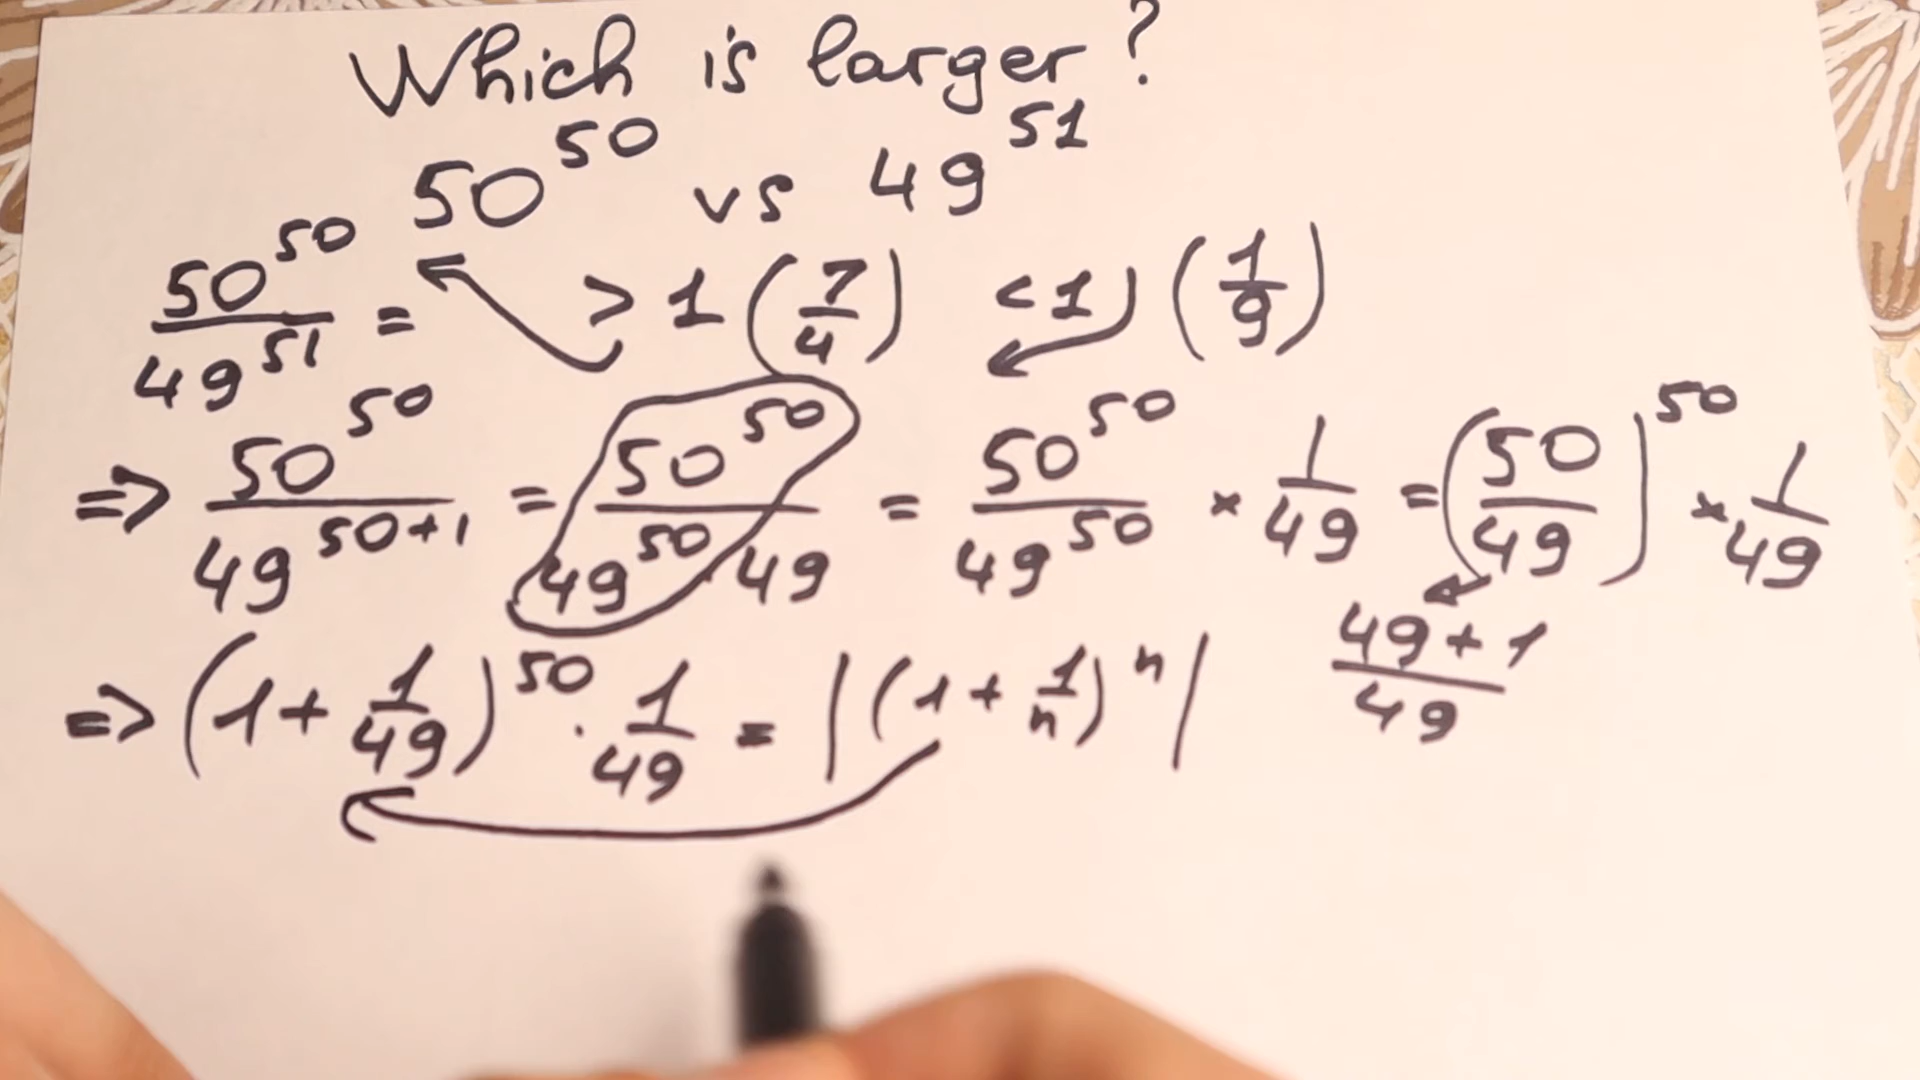 Which is larger?
50^50 vs 49^51
50^50/49^51 = > 1 (7/4) < 1 (1/9)
=> 50^50/49^(50+1) = 50^50/(49^50 49) = 50^50/49^50 × 1/49 = (50/49)^50 × 1/49
(49+1)/49
=> (1 + 1/49)^50 · 1/49 = |(1 + 1/n)^n|